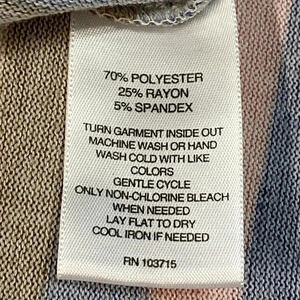 70% POLYESTER
25% RAYON
5% SPANDEX
TURN GARMENT INSIDE OUT
MACHINE WASH OR HAND
WASH COLD WITH LIKE
COLORS
GENTLE CYCLE
ONLY NON-CHLORINE BLEACH
WHEN NEEDED
LAY FLAT TO DRY
COOL IRON IF NEEDED
RN 103715